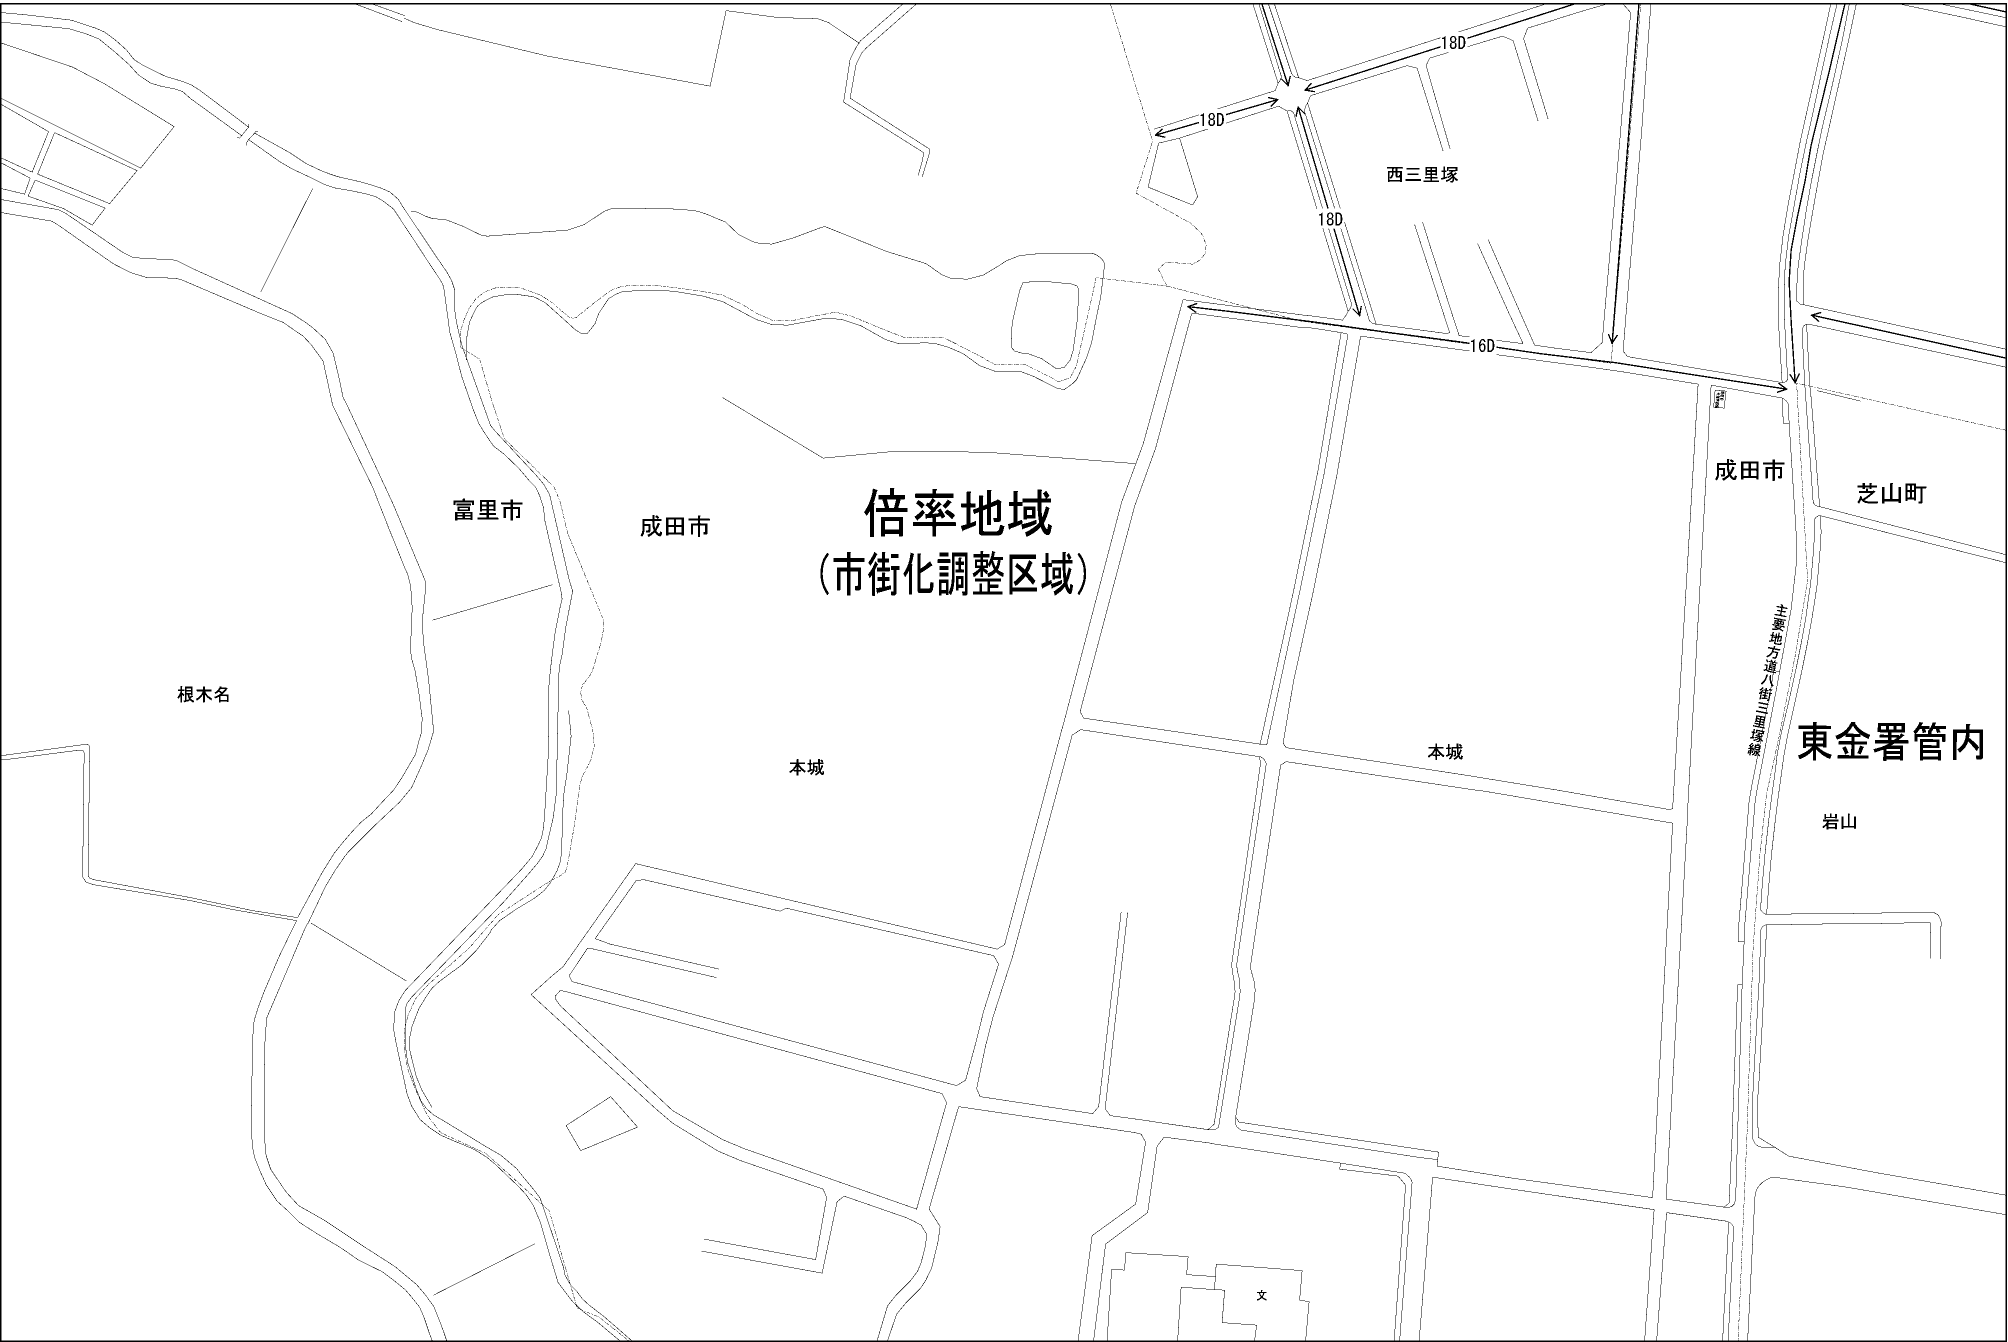 18D
18D
西三里塚
18D
16D
成田市
芝山町
富里市
成田市
倍率地域
（市街化調整区域）
主要地方道八街三里塚線
根木名
東金署管内
本城
本城
岩山
文